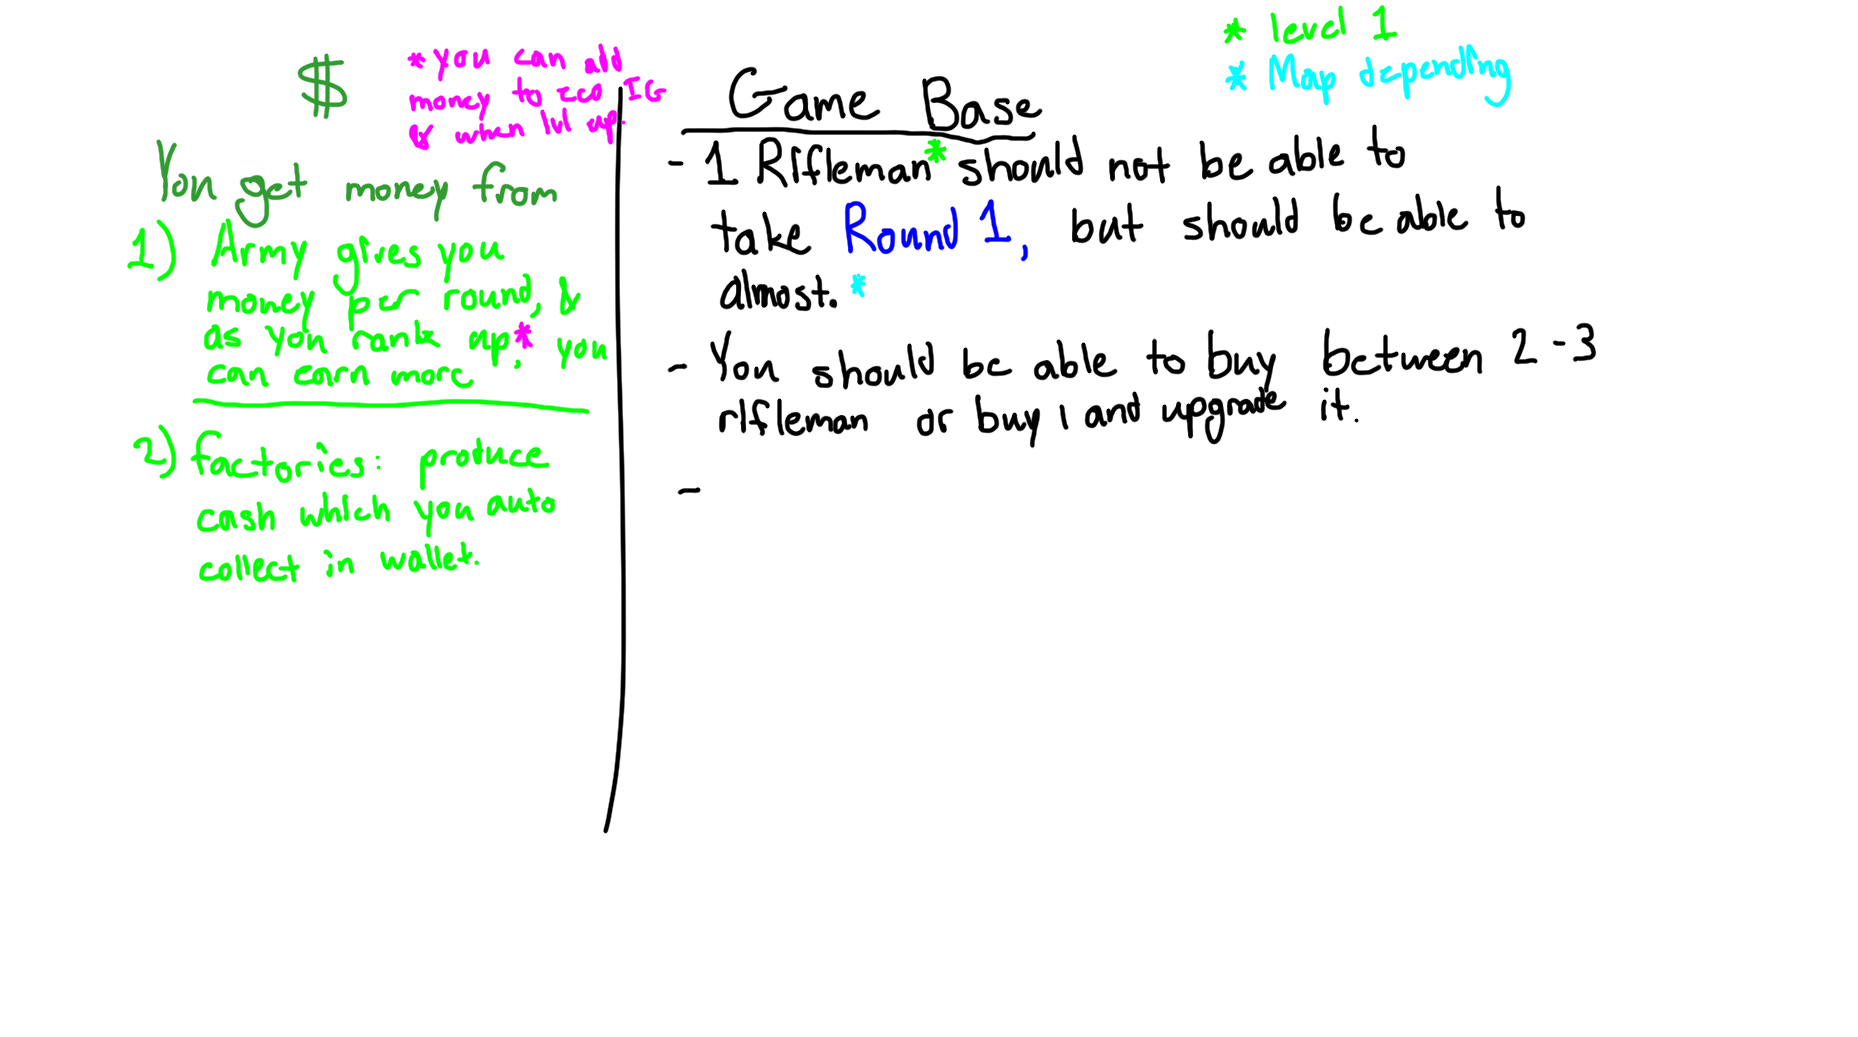 $
* you can add
money to eco IG
& when lvl up.
You get money from
1) Army gives you
money per round, &
as you rank up*, you
can earn more
2) factories: produce
cash which you auto
collect in wallet.
* level 1
* Map depending
Game Base
- 1 Rifleman* should not be able to
take Round 1, but should be able to
almost. *
- You should be able to buy between 2-3
rifleman or buy 1 and upgrade it.
-